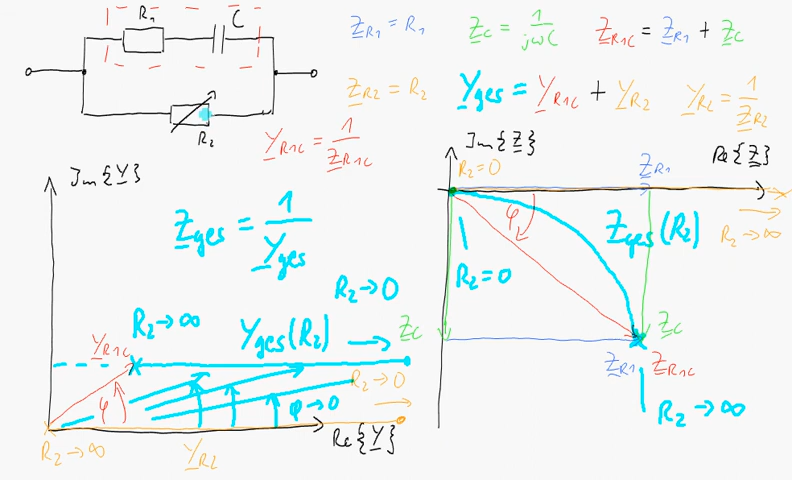 R1 C
R2
Z_R1 = R1
Z_C = 1/jωC
Z_R1C = Z_R1 + Z_C
Z_R2 = R2
Y_ges = Y_R1C + Y_R2
Y_R2 = 1/Z_R2
Y_R1C = 1/Z_R1C
Im{Y}
Z_ges = 1/Y_ges
R2→0
R2→∞
Y_ges(R2)
Y_R1C
φ
φ→0
R2→0
R2→∞
Y_R2
Re{Y}
Im{Z}
R2=0
Z_R1
Re{Z}
φ
Z_ges(R2)
R2→∞
R2=0
Z_C
Z_C
Z_R1
Z_R1C
R2→∞